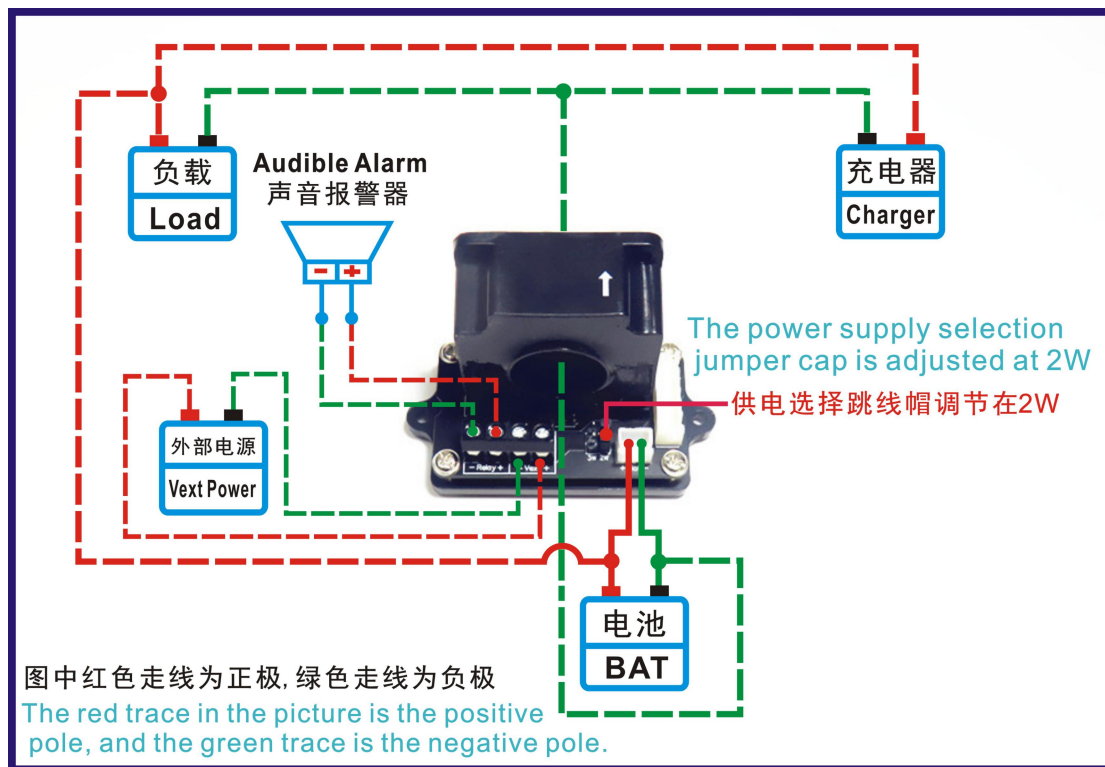 负载
Load
Audible Alarm
声音报警器
- +
充电器
Charger
The power supply selection
jumper cap is adjusted at 2W
供电选择跳线帽调节在2W
外部电源
Vext Power
- Relay +
- Vext +
3W 2W
电池
BAT
图中红色走线为正极, 绿色走线为负极
The red trace in the picture is the positive
pole, and the green trace is the negative pole.